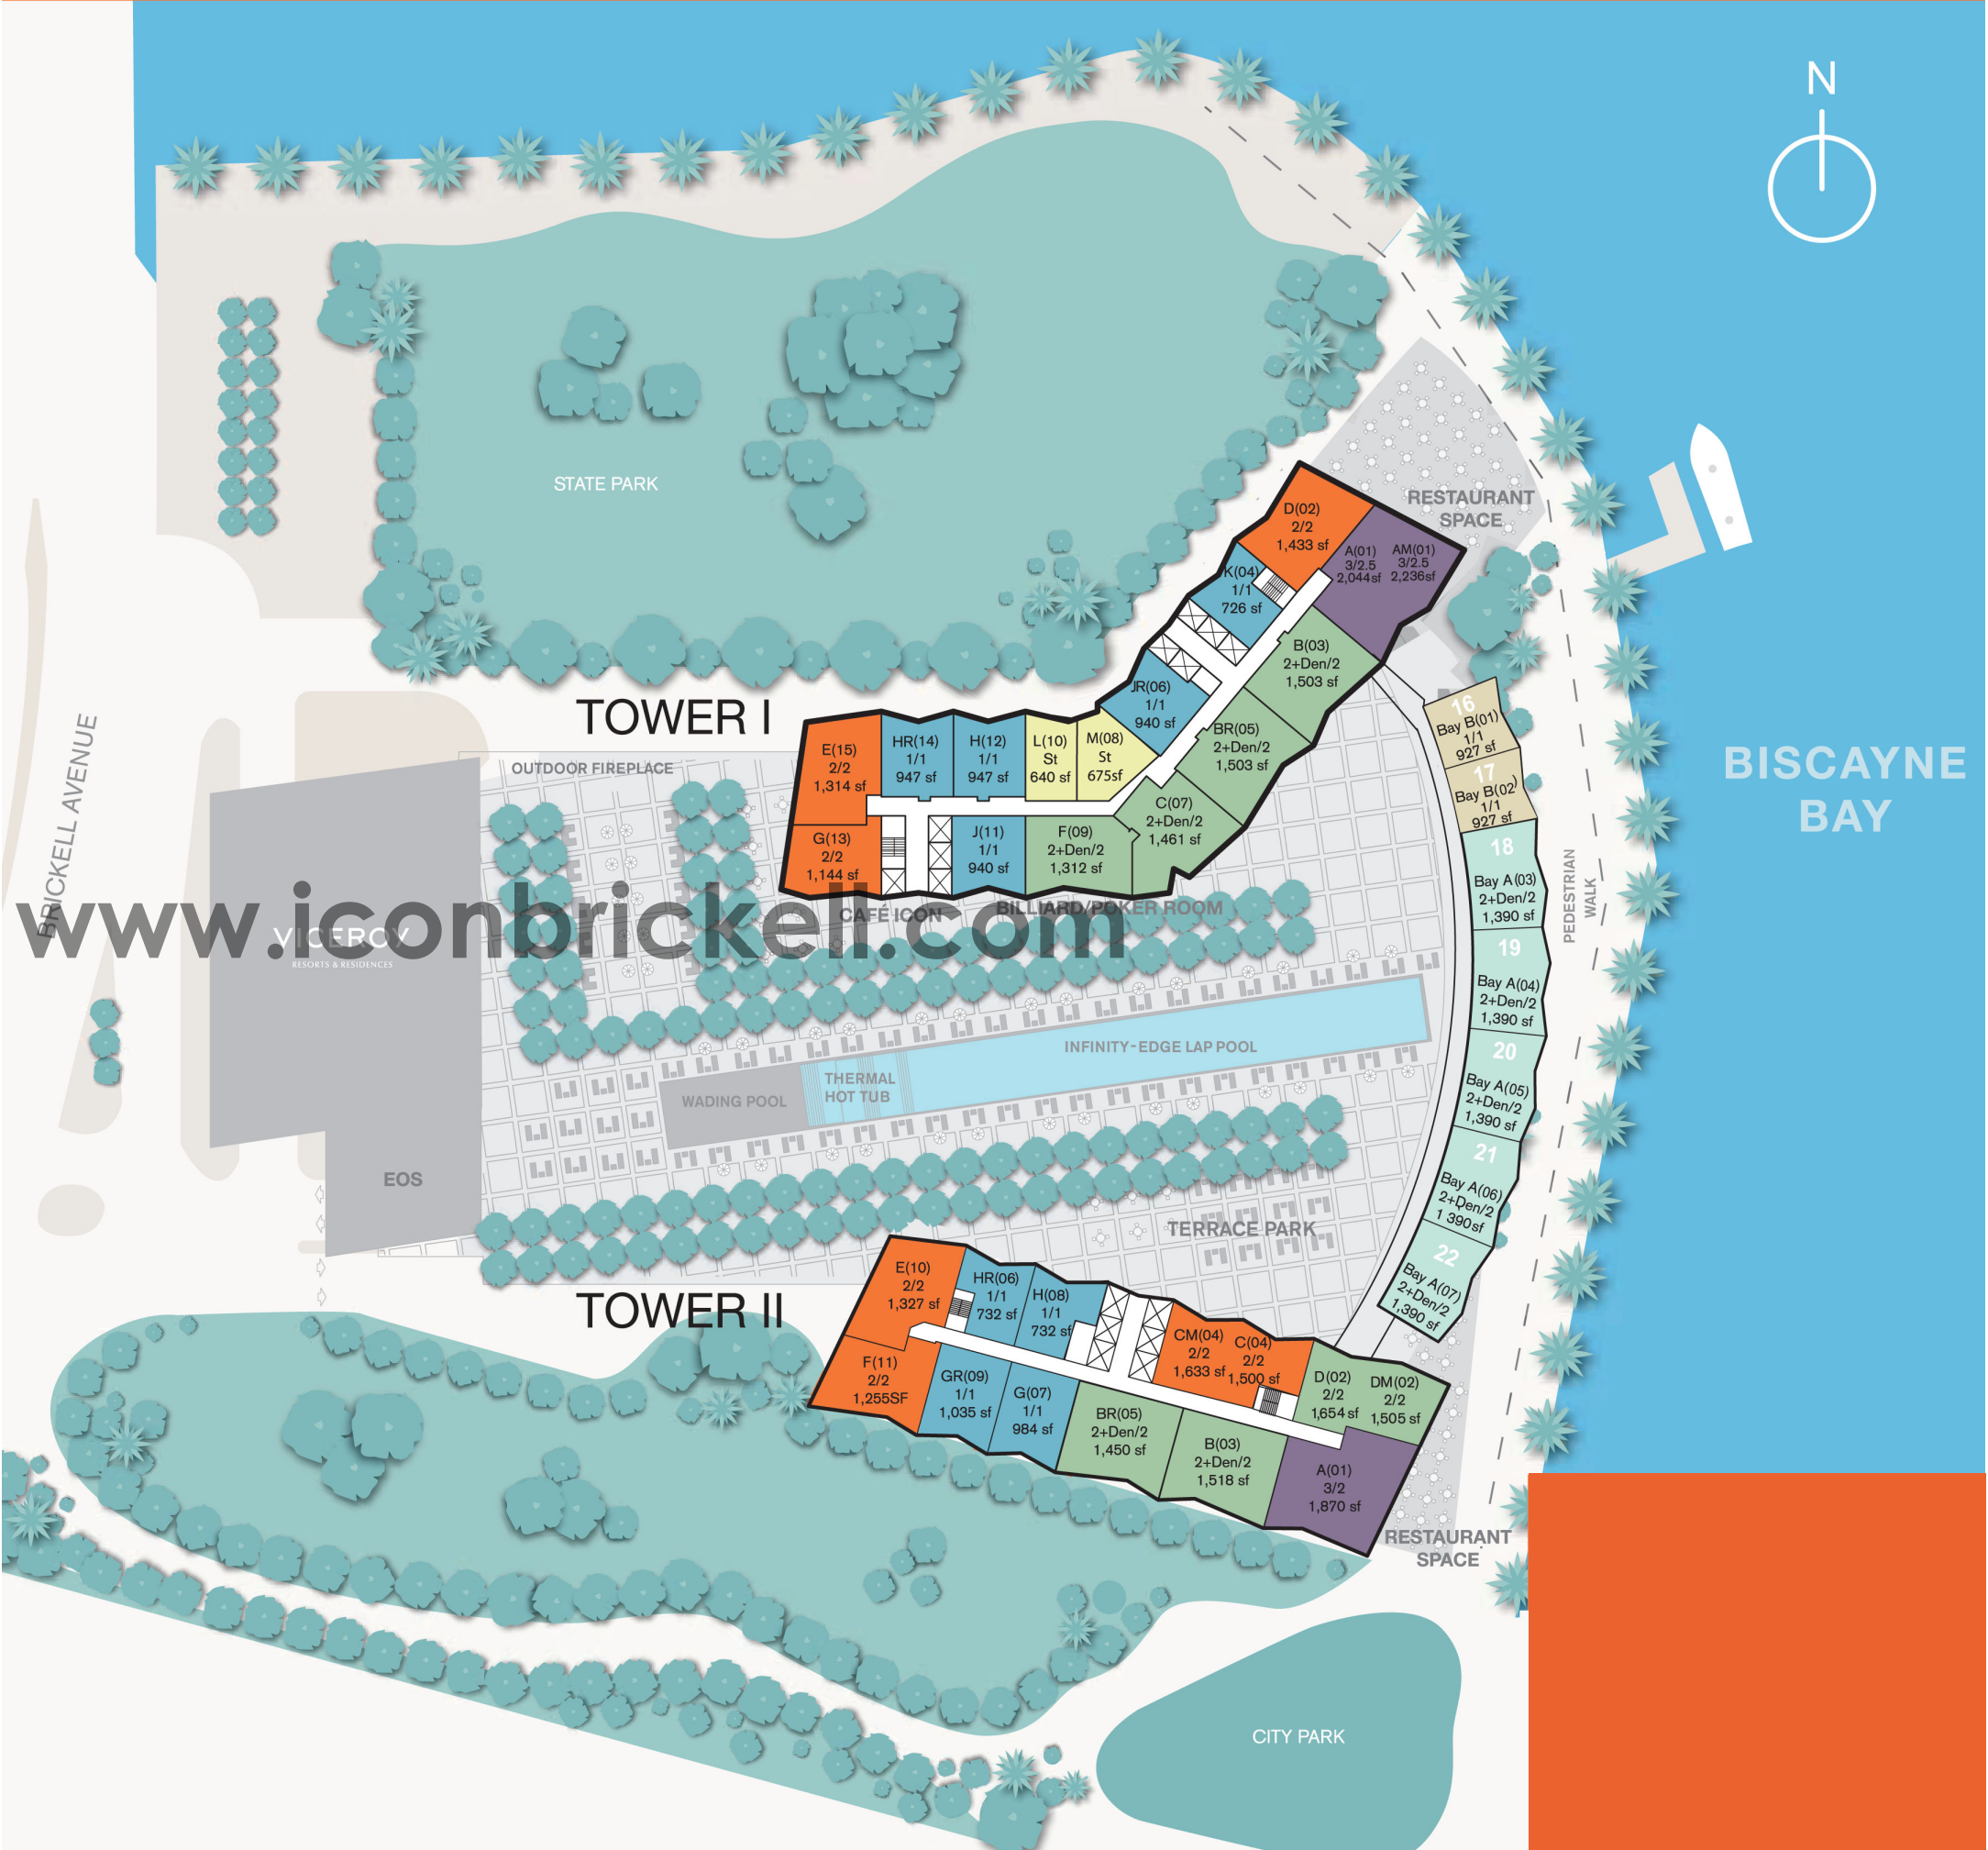 N
STATE PARK
RESTAURANT
SPACE
D(02)
2/2
1,433 sf
A(01)
3/2.5
2,044sf
AM(01)
3/2.5
2,236sf
K(04)
1/1
726 sf
B(03)
2+Den/2
1,503 sf
JR(06)
1/1
940 sf
BR(05)
2+Den/2
1,503 sf
TOWER I
E(15)
2/2
1,314 sf
HR(14)
1/1
947 sf
H(12)
1/1
947 sf
L(10)
St
640 sf
M(08)
St
675sf
C(07)
2+Den/2
1,461 sf
G(13)
2/2
1,144 sf
J(11)
1/1
940 sf
F(09)
2+Den/2
1,312 sf
BRICKELL AVENUE
OUTDOOR FIREPLACE
16
Bay B(01)
1/1
927 sf
17
Bay B(02)
1/1
927 sf
BISCAYNE
BAY
18
Bay A(03)
2+Den/2
1,390 sf
PEDESTRIAN
WALK
19
Bay A(04)
2+Den/2
1,390 sf
20
Bay A(05)
2+Den/2
1,390 sf
21
Bay A(06)
2+Den/2
1 390sf
22
Bay A(07)
2+Den/2
1,390 sf
CAFÉ ICON
BILLIARD/POKER ROOM
www.iconbrickell.com
VICEROY
RESORTS & RESIDENCES
INFINITY-EDGE LAP POOL
THERMAL
HOT TUB
WADING POOL
EOS
TERRACE PARK
TOWER II
E(10)
2/2
1,327 sf
HR(06)
1/1
732 sf
H(08)
1/1
732 sf
CM(04)
2/2
1,633 sf
C(04)
2/2
1,500 sf
D(02)
2/2
1,654 sf
DM(02)
2/2
1,505 sf
F(11)
2/2
1,255SF
GR(09)
1/1
1,035 sf
G(07)
1/1
984 sf
BR(05)
2+Den/2
1,450 sf
B(03)
2+Den/2
1,518 sf
A(01)
3/2
1,870 sf
RESTAURANT
SPACE
CITY PARK